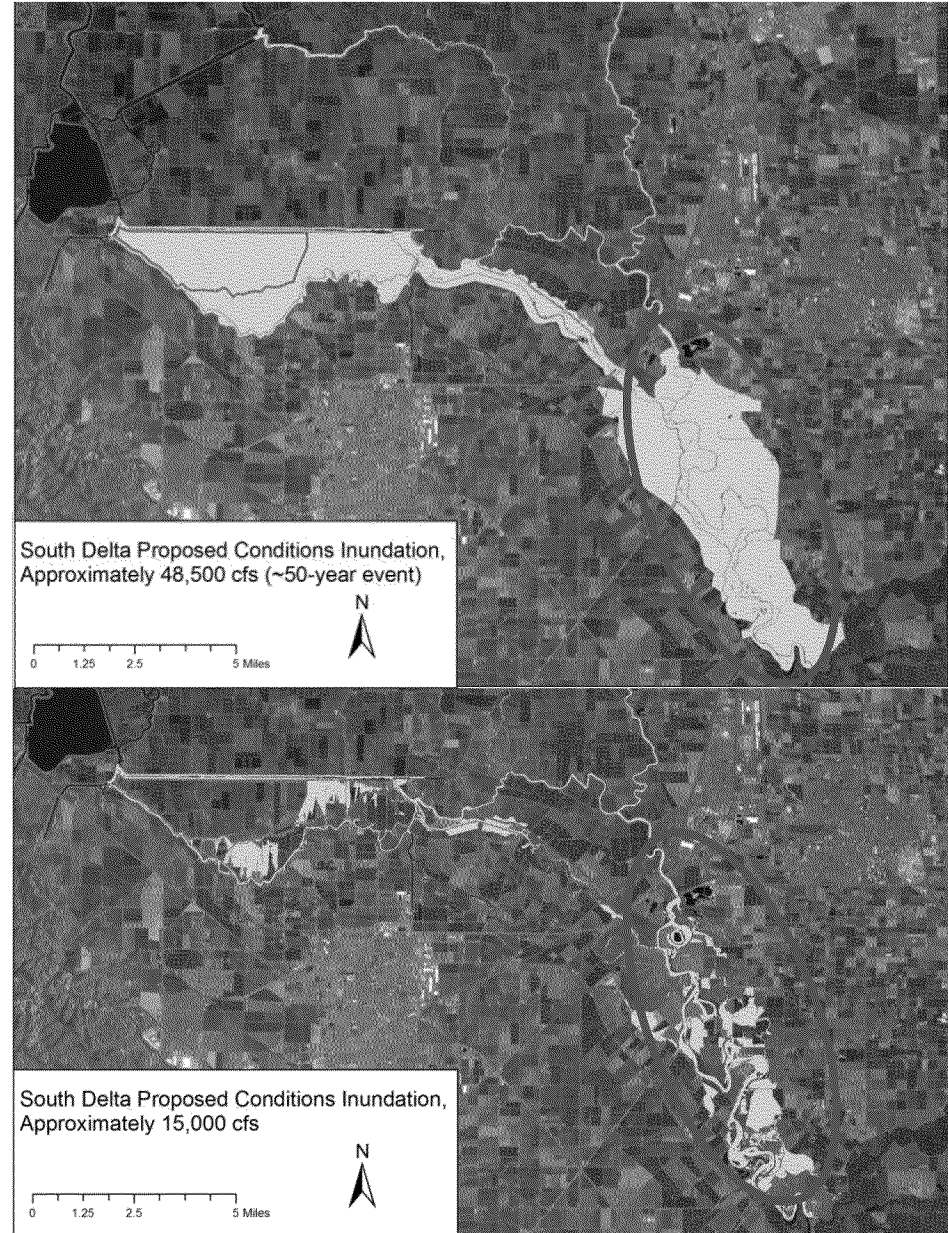 South Delta Proposed Conditions Inundation,
Approximately 48,500 cfs (~50-year event)
N
0 1.25 2.5 5 Miles
South Delta Proposed Conditions Inundation,
Approximately 15,000 cfs
N
0 1.25 2.5 5 Miles